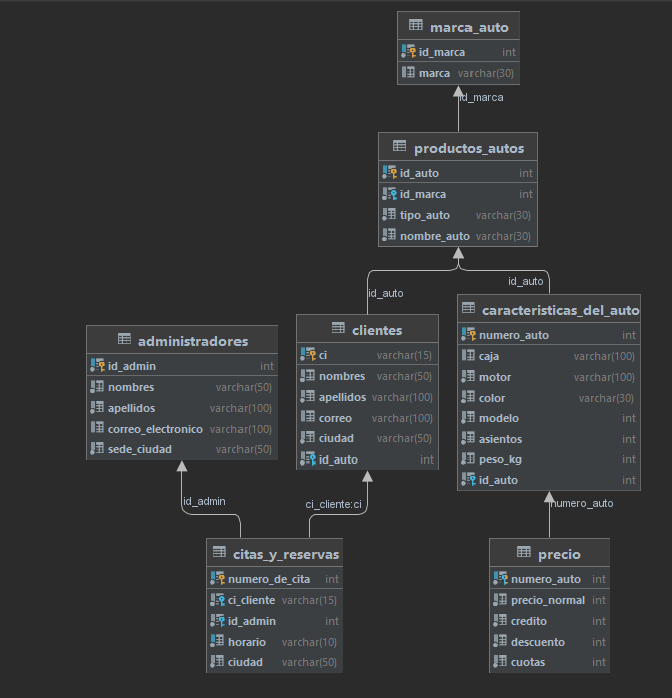 marca_auto
id_marca int
marca varchar(30)
id_marca
productos_autos
id_auto int
id_marca int
tipo_auto varchar(30)
nombre_auto varchar(30)
id_auto
id_auto
clientes
ci varchar(15)
nombres varchar(50)
apellidos varchar(100)
correo varchar(100)
ciudad varchar(50)
id_auto int
caracteristicas_del_auto
numero_auto int
caja varchar(100)
motor varchar(100)
color varchar(30)
modelo int
asientos int
peso_kg int
id_auto int
administradores
id_admin int
nombres varchar(50)
apellidos varchar(100)
correo_electronico varchar(100)
sede_ciudad varchar(50)
id_admin
ci_cliente:ci
numero_auto
citas_y_reservas
numero_de_cita int
ci_cliente varchar(15)
id_admin int
horario varchar(10)
ciudad varchar(50)
precio
numero_auto int
precio_normal int
credito int
descuento int
cuotas int